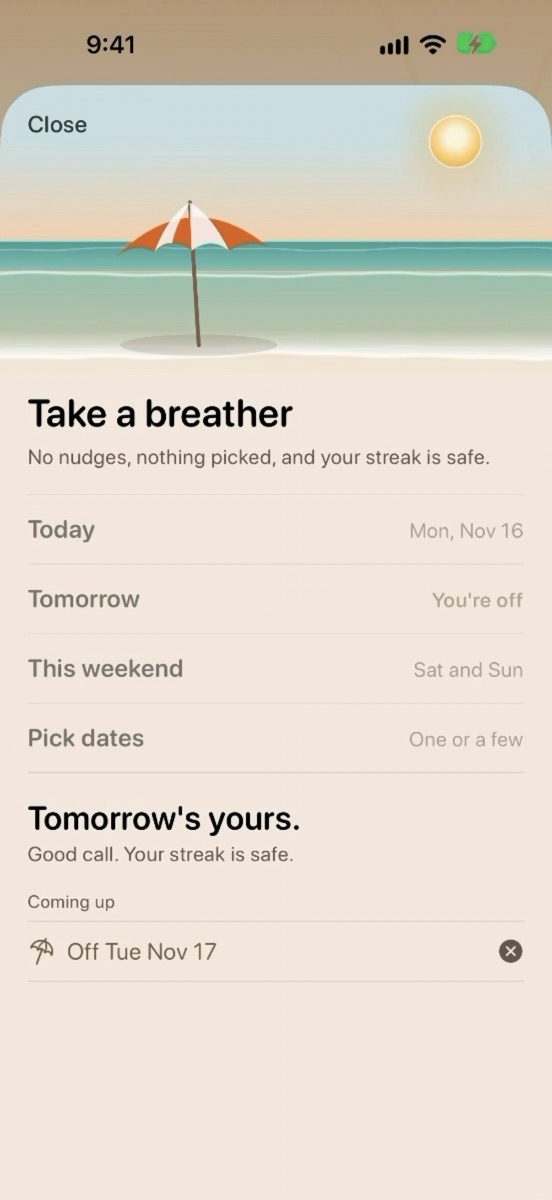 9:41
Close
Take a breather
No nudges, nothing picked, and your streak is safe.
Today Mon, Nov 16
Tomorrow You're off
This weekend Sat and Sun
Pick dates One or a few
Tomorrow's yours.
Good call. Your streak is safe.
Coming up
Off Tue Nov 17